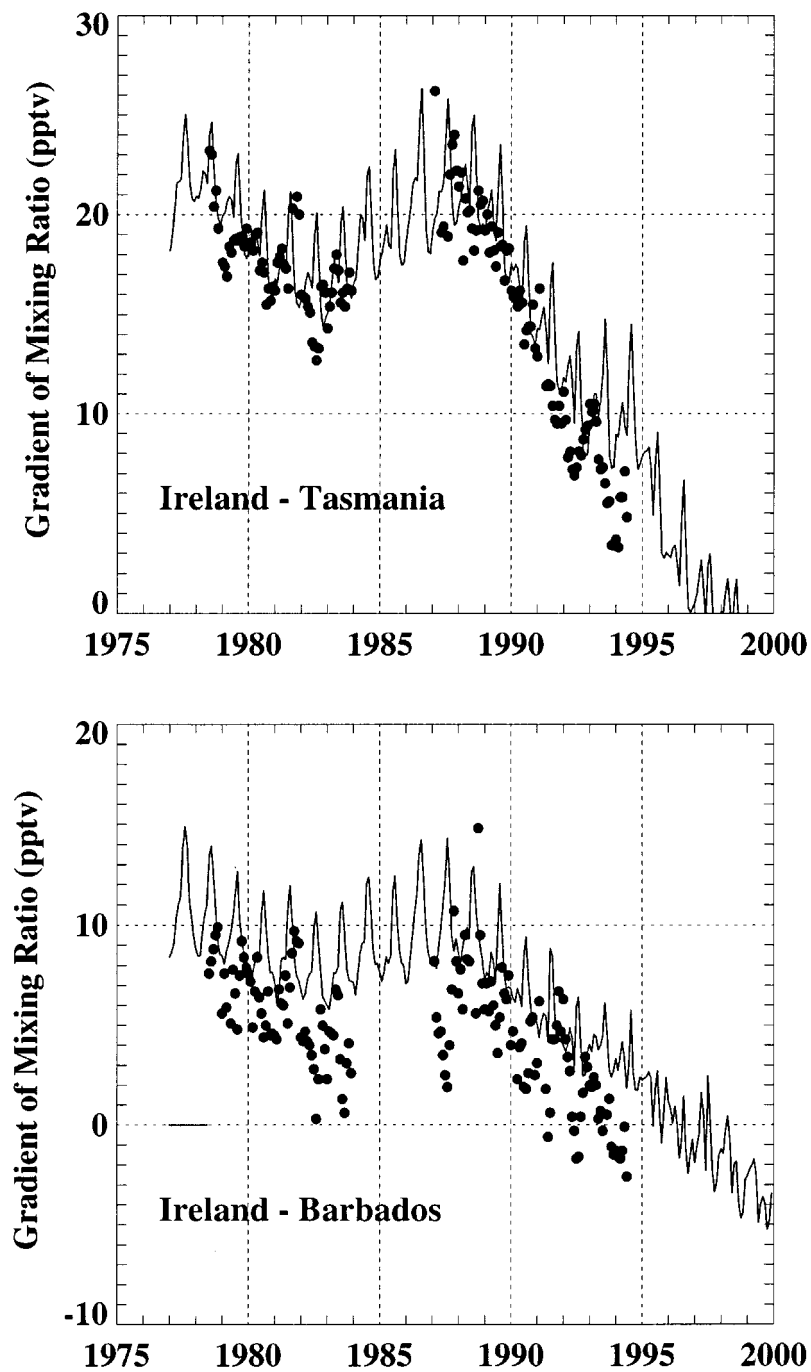 30
20
10
0
Gradient of Mixing Ratio (pptv)
Ireland - Tasmania
1975 1980 1985 1990 1995 2000
20
10
0
-10
Gradient of Mixing Ratio (pptv)
Ireland - Barbados
1975 1980 1985 1990 1995 2000